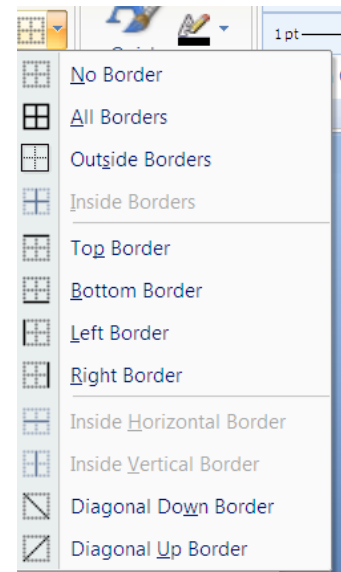 1 pt
No Border
All Borders
Outside Borders
Inside Borders
Top Border
Bottom Border
Left Border
Right Border
Inside Horizontal Border
Inside Vertical Border
Diagonal Down Border
Diagonal Up Border